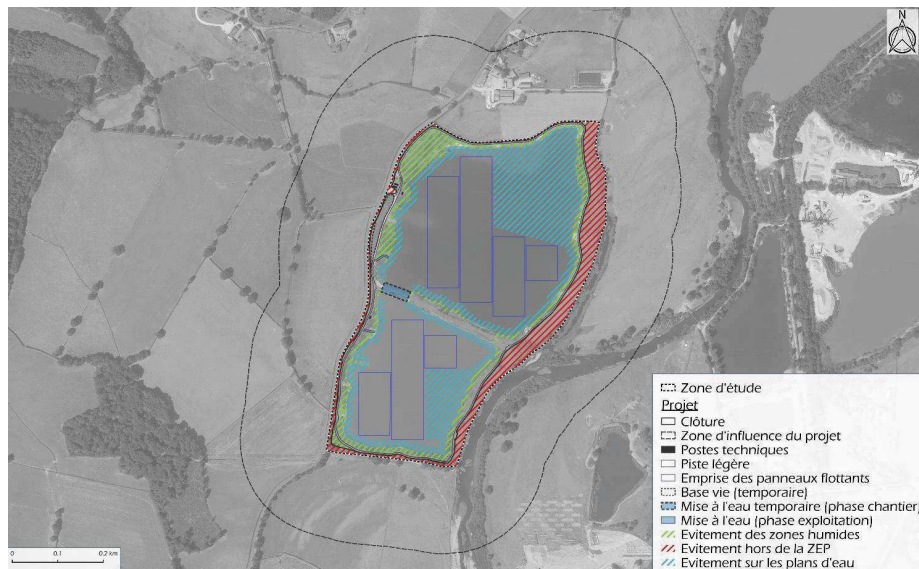 N
Zone d'étude
Projet
Clôture
Zone d'influence du projet
Postes techniques
Piste légère
Emprise des panneaux flottants
Base vie (temporaire)
Mise à l'eau temporaire (phase chantier)
Mise à l'eau (phase exploitation)
Evitement des zones humides
Evitement hors de la ZEP
Evitement sur les plans d'eau
0 0.1 0.2 km